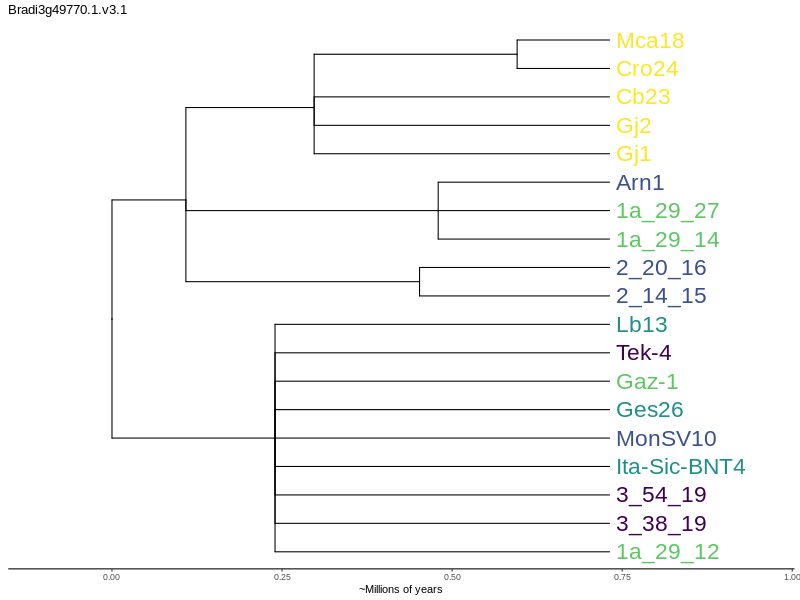 Bradi3g49770.1.v3.1
Mca18
Cro24
Cb23
Gj2
Gj1
Arn1
1a_29_27
1a_29_14
2_20_16
2_14_15
Lb13
Tek-4
Gaz-1
Ges26
MonSV10
Ita-Sic-BNT4
3_54_19
3_38_19
1a_29_12
0.00 0.25 0.50 0.75 1.00
~Millions of years